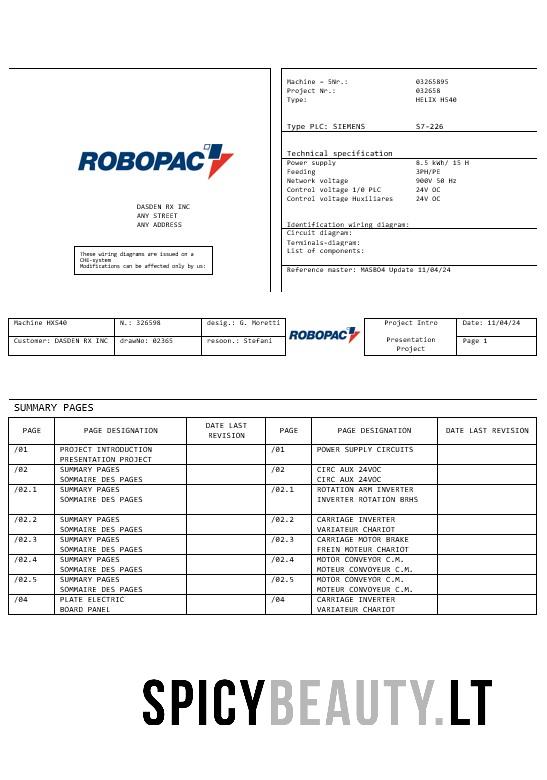 ROBOPAC
DASDEN RX INC
ANY STREET
ANY ADDRESS
These wiring diagrams are issued on a
CHE-system
Modifications can be affected only by us:
Machine – SNr.: 03265895
Project Nr.: 032658
Type: HELIX H540
Type PLC: SIEMENS S7-226
Technical specification
Power supply 8.5 kWh/ 15 H
Feeding 3PH/PE
Network voltage 900V 50 Hz
Control voltage 1/0 PLC 24V OC
Control voltage Huxiliares 24V OC
Identification wiring diagram:
Circuit diagram:
Terminals-diagram:
List of components:
Reference master: MASBO4 Update 11/04/24
Machine HX540 N.: 326598 desig.: G. Moretti ROBOPAC Project Intro Date: 11/04/24
Customer: DASDEN RX INC drawNo: 02365 resoon.: Stefani Presentation Page 1
Project
SUMMARY PAGES
PAGE PAGE DESIGNATION DATE LAST REVISION PAGE PAGE DESIGNATION DATE LAST REVISION
/01 PROJECT INTRODUCTION /01 POWER SUPPLY CIRCUITS
PRESENTATION PROJECT
/02 SUMMARY PAGES /02 CIRC AUX 24VOC
SOMMAIRE DES PAGES CIRC AUX 24VOC
/02.1 SUMMARY PAGES /02.1 ROTATION ARM INVERTER
SOMMAIRE DES PAGES INVERTER ROTATION BRHS
/02.2 SUMMARY PAGES /02.2 CARRIAGE INVERTER
SOMMAIRE DES PAGES VARIATEUR CHARIOT
/02.3 SUMMARY PAGES /02.3 CARRIAGE MOTOR BRAKE
SOMMAIRE DES PAGES FREIN MOTEUR CHARIOT
/02.4 SUMMARY PAGES /02.4 MOTOR CONVEYOR C.M.
SOMMAIRE DES PAGES MOTEUR CONVOYEUR C.M.
/02.5 SUMMARY PAGES /02.5 MOTOR CONVEYOR C.M.
SOMMAIRE DES PAGES MOTEUR CONVOYEUR C.M.
/04 PLATE ELECTRIC /04 CARRIAGE INVERTER
BOARD PANEL VARIATEUR CHARIOT
SPICYBEAUTY.LT